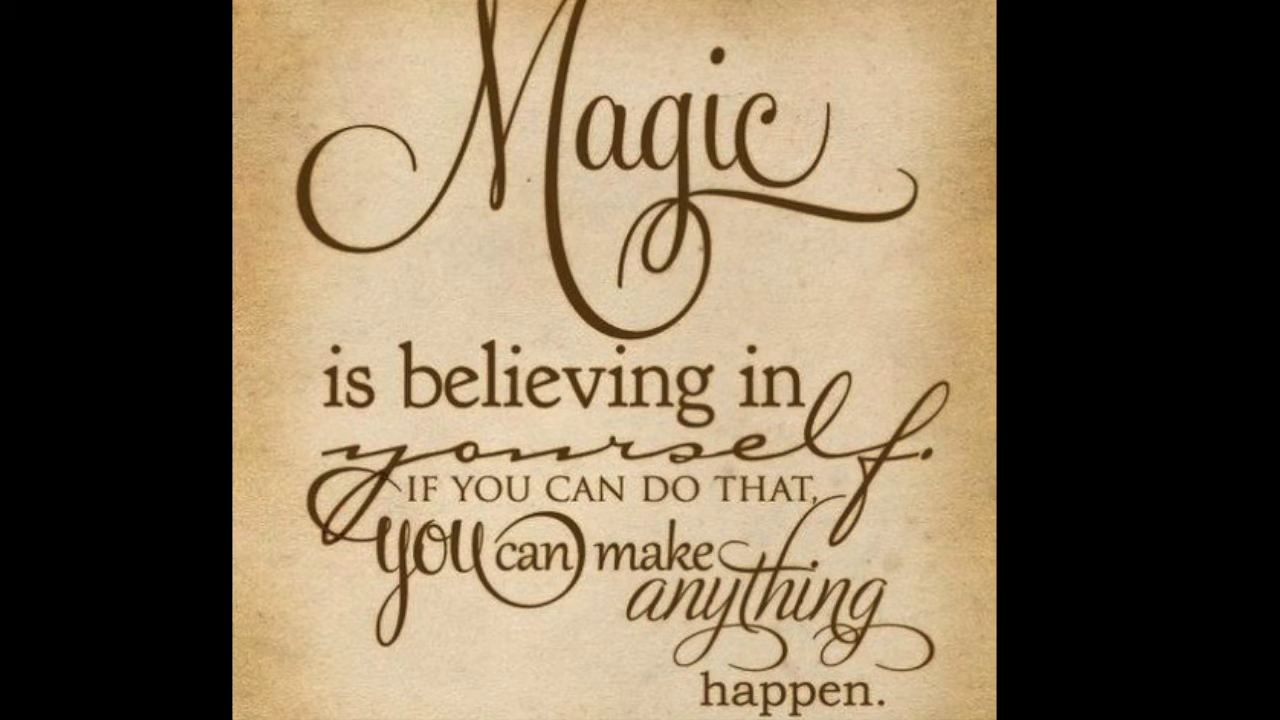 Magic
is believing in
yourself.
IF YOU CAN DO THAT,
you can make
anything
happen.